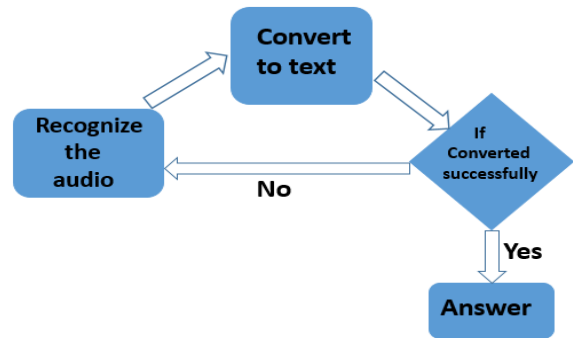 Convert
to text
Recognize
the
audio
If
Converted
successfully
No
Yes
Answer